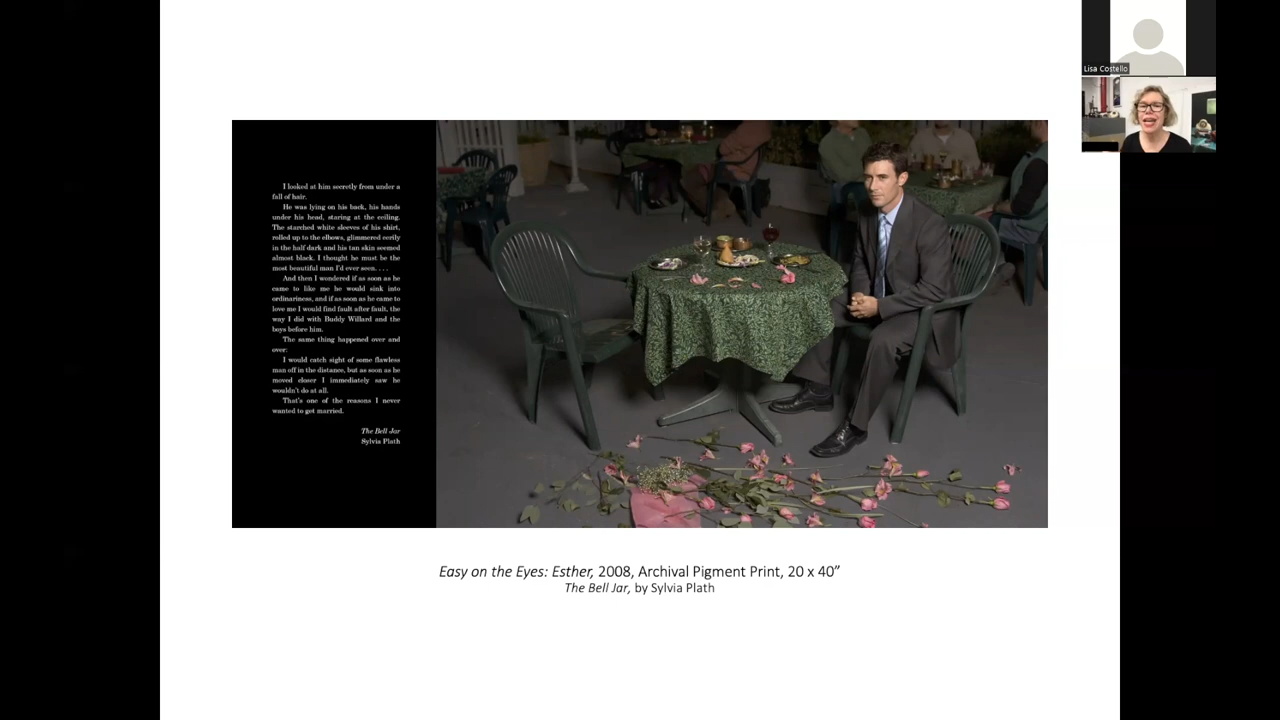 Lisa Costello
I looked at him secretly from under a
fall of hair.
He was lying on his back, his hands
under his head, staring at the ceiling.
The starched white sleeves of his shirt,
rolled up to the elbows, glimmered eerily
in the half dark and his tan skin seemed
almost black. I thought he must be the
most beautiful man I'd ever seen. . . .
And then I wondered if as soon as he
came to like me he would sink into
ordinariness, and if as soon as he came to
love me I would find fault after fault, the
way I did with Buddy Willard and the
boys before him.
The same thing happened over and
over:
I would catch sight of some flawless
man off in the distance, but as soon as he
moved closer I immediately saw he
wouldn't do at all.
That's one of the reasons I never
wanted to get married.
The Bell Jar
Sylvia Plath
Easy on the Eyes: Esther, 2008, Archival Pigment Print, 20 x 40”
The Bell Jar, by Sylvia Plath